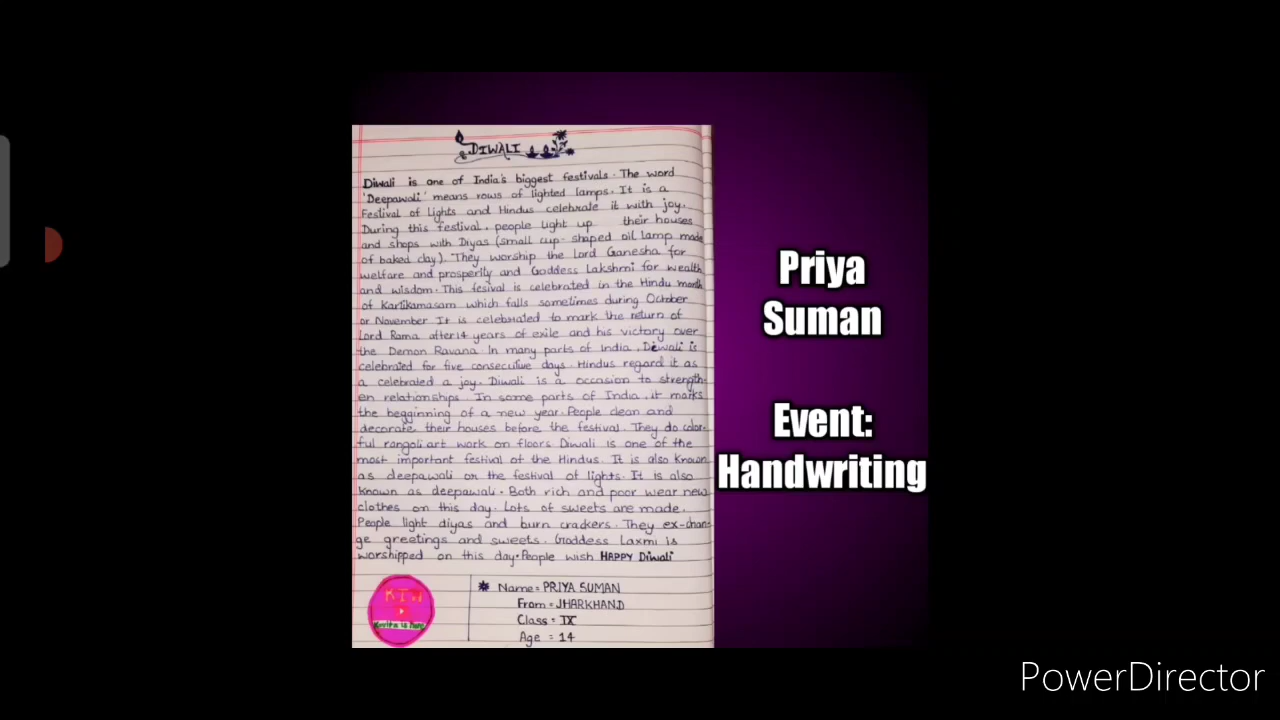 DIWALI
Diwali is one of India's biggest festivals. The word
'Deepawali' means rows of lighted lamps. It is a
Festival of Lights and Hindus celebrate it with joy.
During this festival, people light up their houses
and shops with Diyas (small cup-shaped oil lamp made
of baked clay). They worship the Lord Ganesha for
welfare and prosperity and Goddess Lakshmi for wealth
and wisdom. This fesival is celebrated in the Hindu month
of Kartikamasam which falls sometimes during October
or November It is celebrated to mark the return of
Lord Rama after 14 years of exile and his victory over
the Demon Ravana. In many parts of India, Diwali is
celebrated for five consecutive days. Hindus regard it as
a celebrated a joy. Diwali is a occasion to strength-
en relationships. In some parts of India, it marks
the beggining of a new year. People clean and
decorate their houses before the festival. They do color-
ful rangoli art work on floors Diwali is one of the
most important festival of the Hindus. It is also known
as deepawali or the festival of lights. It is also
known as deepawali. Both rich and poor wear new
clothes on this day. Lots of sweets are made.
People light diyas and burn crackers. They ex-chan-
ge greetings and sweets. Goddess Laxmi is
worshipped on this day. People wish HAPPY Diwali
Name = PRIYA SUMAN
From = JHARKHAND
Class = IX
Age = 14
Priya
Suman
Event:
Handwriting
PowerDirector